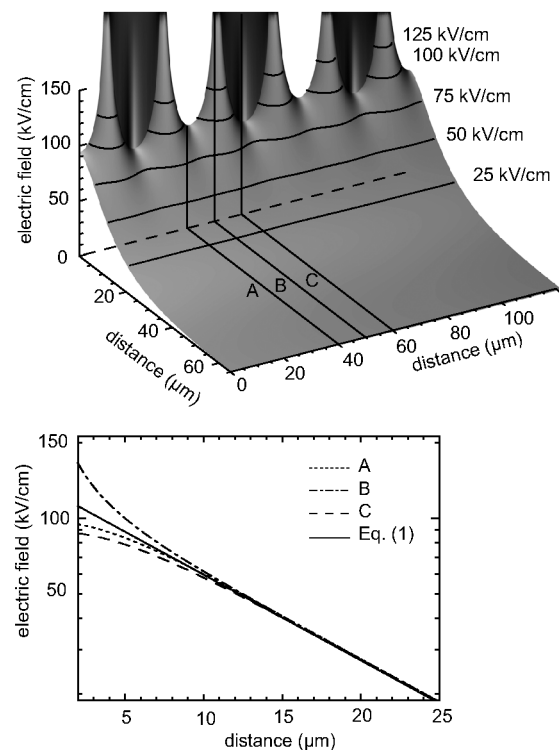 125 kV/cm
100 kV/cm
75 kV/cm
50 kV/cm
25 kV/cm
electric field (kV/cm)
150
100
50
0
20
40
60
distance (µm)
A
B
C
0
20
40
60
80
100
distance (µm)
electric field (kV/cm)
150
100
50
A
B
C
Eq. (1)
5
10
15
20
25
distance (µm)